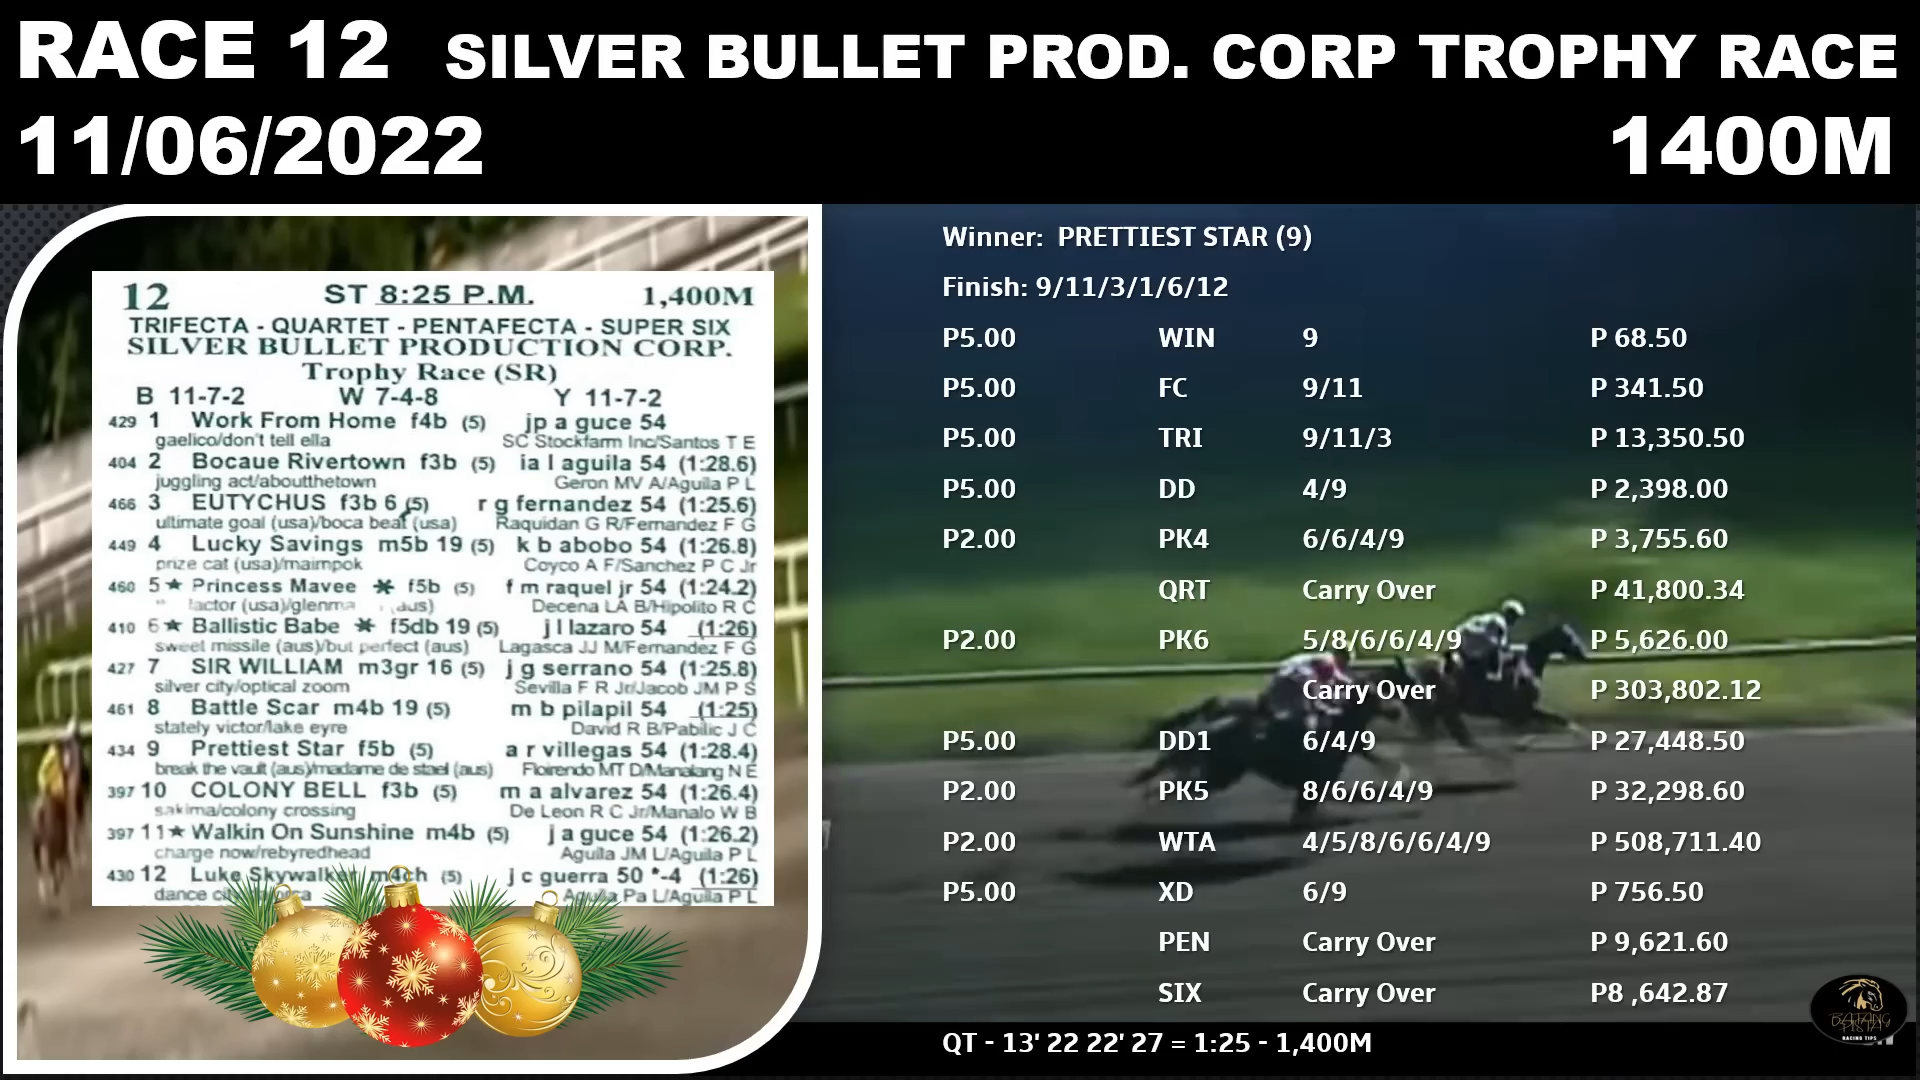 RACE 12 SILVER BULLET PROD. CORP TROPHY RACE
11/06/2022 1400M
12 ST 8:25 P.M. 1,400M
TRIFECTA - QUARTET - PENTAFECTA - SUPER SIX
SILVER BULLET PRODUCTION CORP.
Trophy Race (SR)
B 11-7-2 W 7-4-8 Y 11-7-2
429 1 Work From Home f4b (5) jp a guce 54
gaelico/don't tell ella SC Stockfarm Inc/Santos T E
404 2 Bocaue Rivertown f3b (5) ia l aguila 54 (1:28.6)
juggling act/aboutthetown Geron MV A/Aguila P L
466 3 EUTYCHUS f3b 6 (5) r g fernandez 54 (1:25.6)
ultimate goal (usa)/boca beat (usa) Raquidan G R/Fernandez F G
449 4 Lucky Savings m5b 19 (5) k b abobo 54 (1:26.8)
prize cat (usa)/maimpok Coyco A F/Sanchez P C Jr
460 5★ Princess Mavee * f5b (5) f m raquel jr 54 (1:24.2)
factor (usa)/glenma (aus) Decena LA B/Hipolito R C
410 6★ Ballistic Babe * f5db 19 (5) j l lazaro 54 (1:26)
sweet missile (aus)/but perfect (aus) Lagasca JJ M/Fernandez F G
427 7 SIR WILLIAM m3gr 16 (5) j g serrano 54 (1:25.8)
silver city/optical zoom Sevilla F R Jr/Jacob JM P S
461 8 Battle Scar m4b 19 (5) m b pilapil 54 (1:25)
stately victor/lake eyre David R B/Pabilic J C
434 9 Prettiest Star f5b (5) a r villegas 54 (1:28.4)
break the vault (aus)/madame de stael (aus) Floirendo MT D/Manalang N E
397 10 COLONY BELL f3b (5) m a alvarez 54 (1:26.4)
sakima/colony crossing De Leon R C Jr/Manalo W B
397 11★ Walkin On Sunshine m4b (5) j a guce 54 (1:26.2)
charge now/rebyredhead Aguila JM L/Aguila P L
430 12 Luke Skywalker m4ch (5) j c guerra 50 *-4 (1:26)
dance Aguila Pa L/Aguila P L
Winner: PRETTIEST STAR (9)
Finish: 9/11/3/1/6/12
P5.00 WIN 9 P 68.50
P5.00 FC 9/11 P 341.50
P5.00 TRI 9/11/3 P 13,350.50
P5.00 DD 4/9 P 2,398.00
P2.00 PK4 6/6/4/9 P 3,755.60
QRT Carry Over P 41,800.34
P2.00 PK6 5/8/6/6/4/9 P 5,626.00
Carry Over P 303,802.12
P5.00 DD1 6/4/9 P 27,448.50
P2.00 PK5 8/6/6/4/9 P 32,298.60
P2.00 WTA 4/5/8/6/6/4/9 P 508,711.40
P5.00 XD 6/9 P 756.50
PEN Carry Over P 9,621.60
SIX Carry Over P8 ,642.87
QT - 13' 22 22' 27 = 1:25 - 1,400M
BATANG
PISTA
RACING TIPS